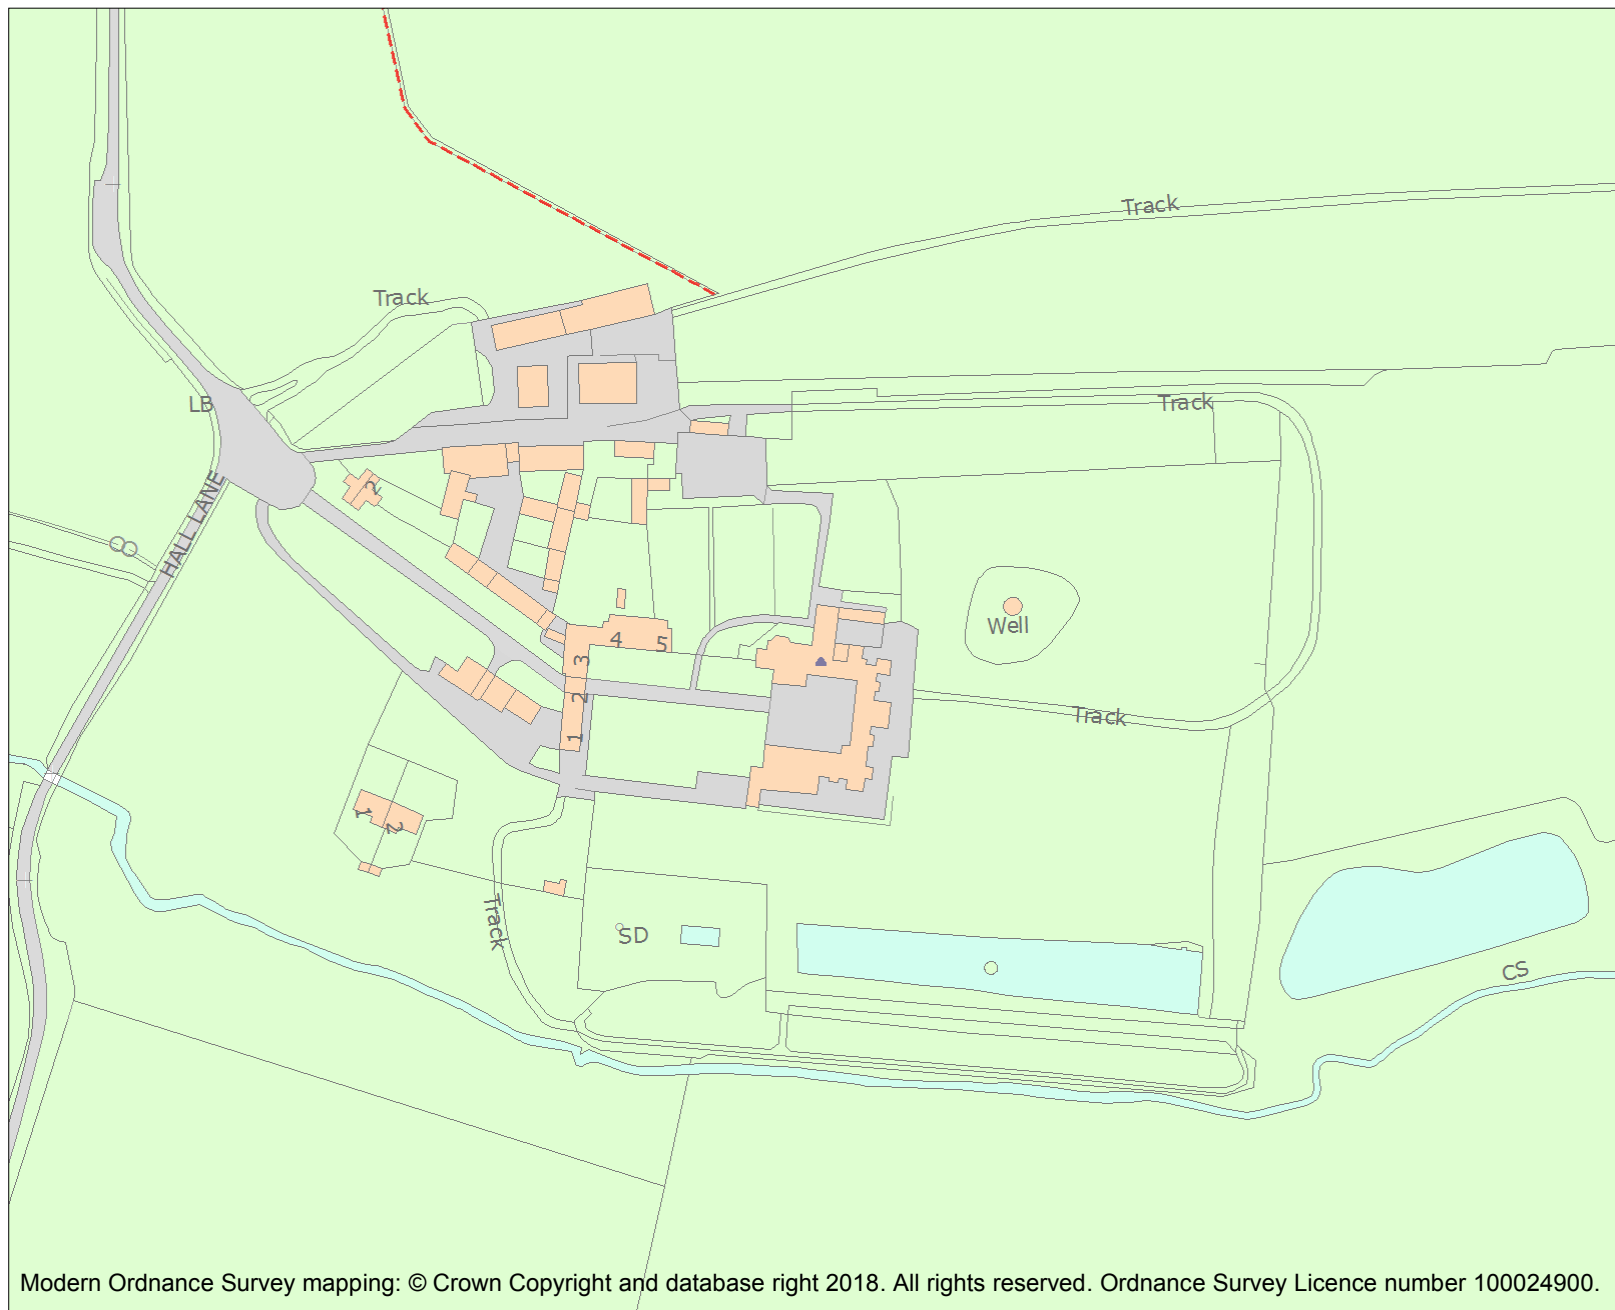 Track
Track
LB
Track
2
HALL LANE
Well
4
5
3
2
Track
1
1
2
Track
SD
CS
Modern Ordnance Survey mapping: © Crown Copyright and database right 2018. All rights reserved. Ordnance Survey Licence number 100024900.